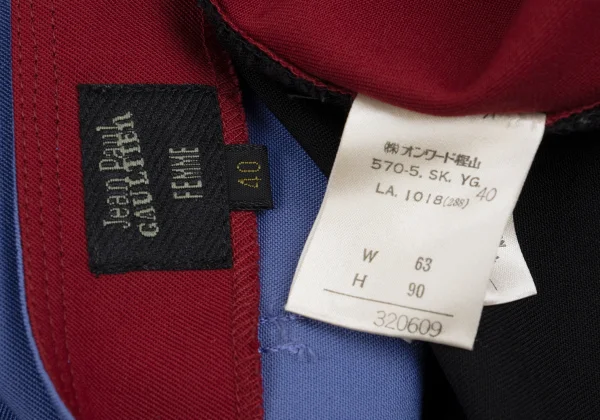 Jean Paul
GAULTIER
FEMME
40
㈱オンワード樫山
570-5. SK. YG.
40
LA. 1018(288)
W 63
H 90
320609